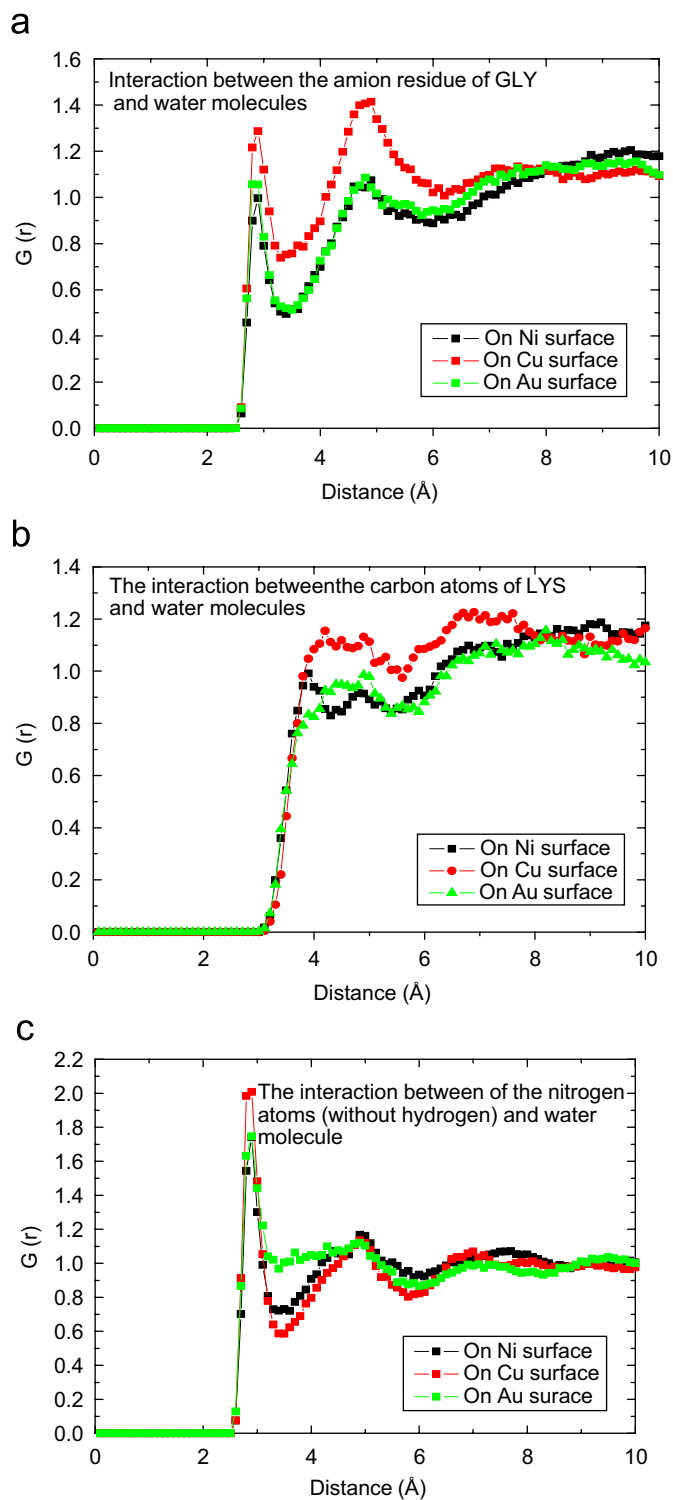 a
1.6
Interaction between the amion residue of GLY
and water molecules
1.4
1.2
1.0
0.8
0.6
0.4
0.2
0.0
G (r)
On Ni surface
On Cu surface
On Au surface
0 2 4 6 8 10
Distance (Å)
b
1.4
The interaction betweenthe carbon atoms of LYS
and water molecules
1.2
1.0
0.8
0.6
0.4
0.2
0.0
G (r)
On Ni surface
On Cu surface
On Au surface
0 2 4 6 8 10
Distance (Å)
c
2.2
2.0
The interaction between of the nitrogen
atoms (without hydrogen) and water
molecule
1.8
1.6
1.4
1.2
1.0
0.8
0.6
0.4
0.2
0.0
G (r)
On Ni surface
On Cu surface
On Au surace
0 2 4 6 8 10
Distance (Å)